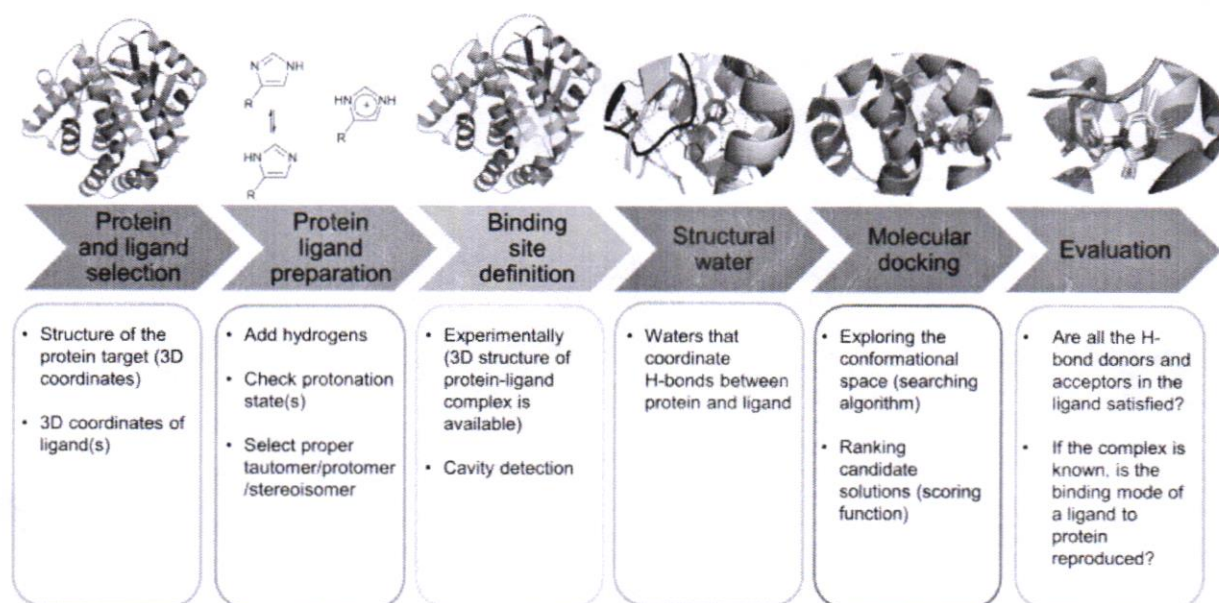 N
NH
R
HN
N
R
HN
NH
+
R
Protein
and ligand
selection
Protein
ligand
preparation
Binding
site
definition
Structural
water
Molecular
docking
Evaluation
• Structure of the
protein target (3D
coordinates)
• 3D coordinates of
ligand(s)
• Add hydrogens
• Check protonation
state(s)
• Select proper
tautomer/protomer
/stereoisomer
• Experimentally
(3D structure of
protein-ligand
complex is
available)
• Cavity detection
• Waters that
coordinate
H-bonds between
protein and ligand
• Exploring the
conformational
space (searching
algorithm)
• Ranking
candidate
solutions (scoring
function)
• Are all the H-
bond donors and
acceptors in the
ligand satisfied?
• If the complex is
known, is the
binding mode of
a ligand to
protein
reproduced?